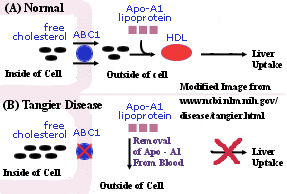 (A) Normal
free
cholesterol
ABC1
Apo-A1
lipoprotein
HDL
Liver
Uptake
Inside of Cell
Outside of cell
Modified Image from
www.ncbi.nlm.nih.gov/
disease/tangier.html
(B) Tangier Disease
free
cholesterol
ABC1
Apo-A1
lipoprotein
Removal
of Apo - A1
From Blood
Liver
Uptake
Inside of Cell
Outside of Cell